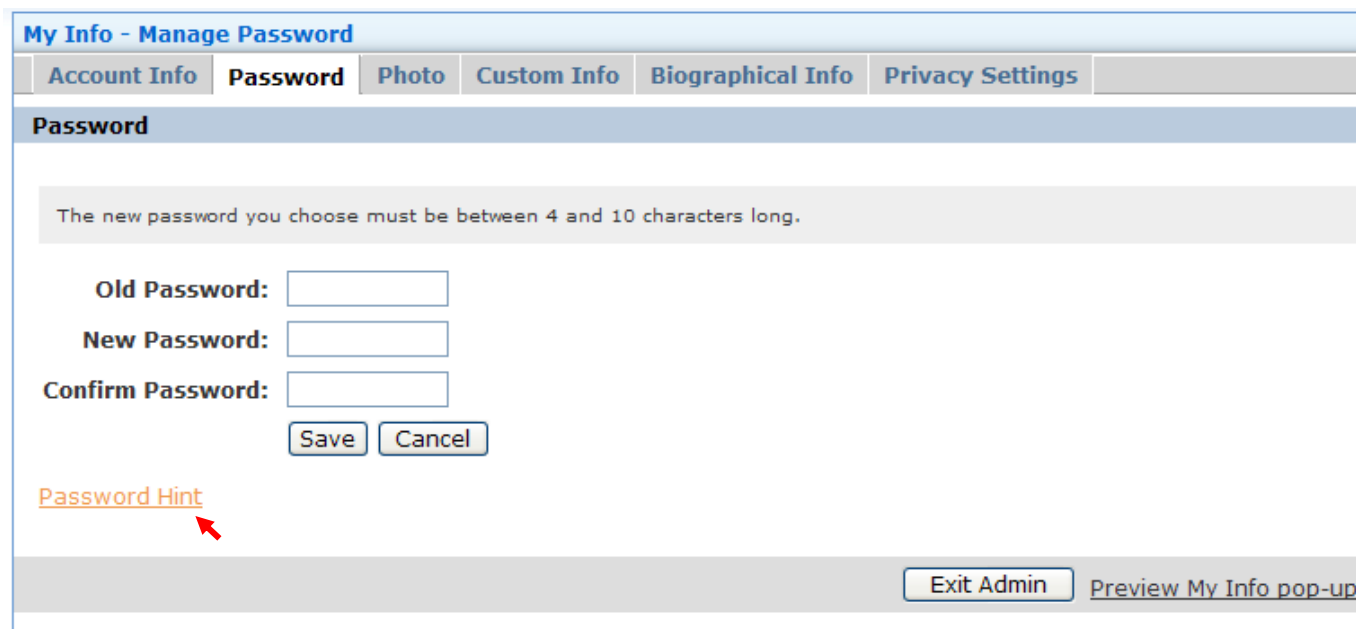 My Info - Manage Password
Account Info Password Photo Custom Info Biographical Info Privacy Settings
Password
The new password you choose must be between 4 and 10 characters long.
Old Password:
New Password:
Confirm Password:
Save Cancel
Password Hint
Exit Admin Preview My Info pop-up